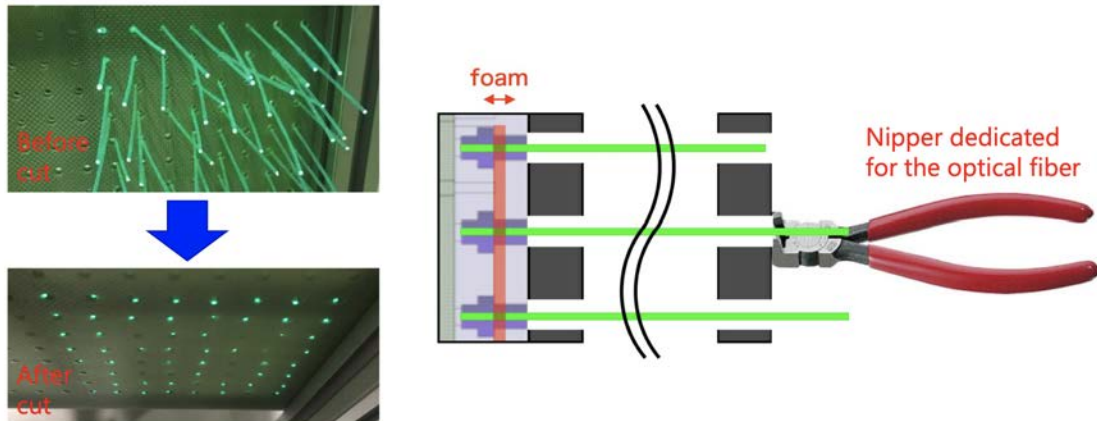 Before
cut
foam
Nipper dedicated
for the optical fiber
After
cut